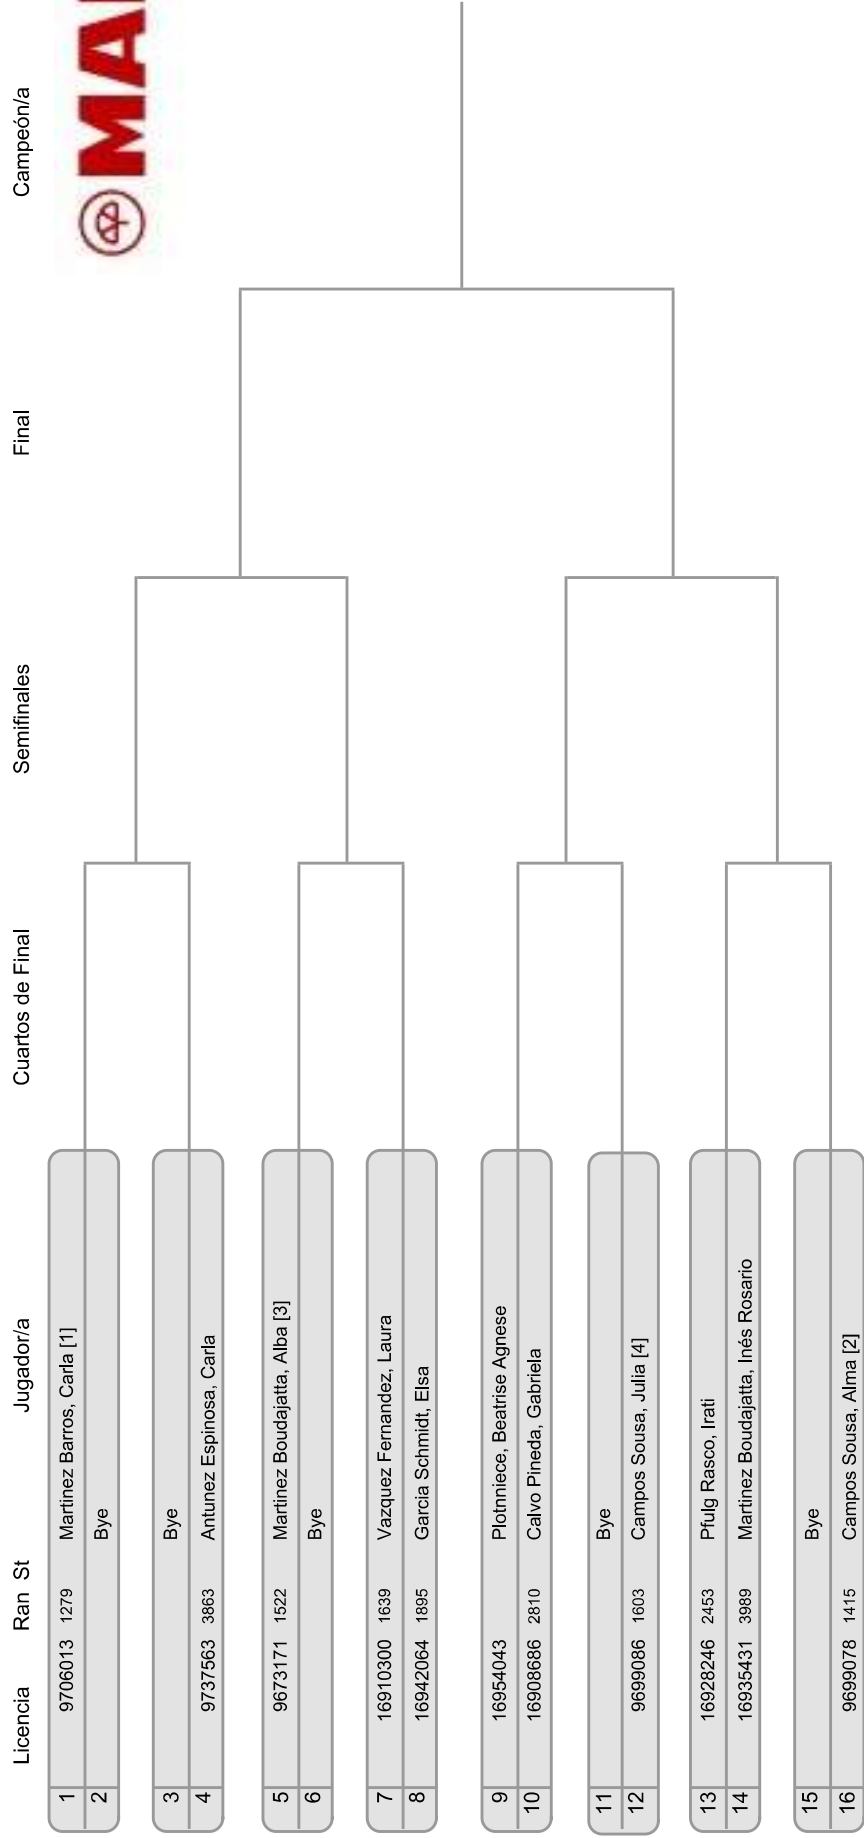 Licencia Ran St Jugador/a Cuartos de Final Semifinales Final Campeón/a
1 9706013 1279 Martinez Barros, Carla [1]
2 Bye
3 Bye
4 9737563 3863 Antunez Espinosa, Carla
5 9673171 1522 Martinez Boudajatta, Alba [3]
6 Bye
7 16910300 1639 Vazquez Fernandez, Laura
8 16942064 1895 Garcia Schmidt, Elsa
9 16954043 Plotnniece, Beatrise Agnese
10 16908686 2810 Calvo Pineda, Gabriela
11 Bye
12 9699086 1603 Campos Sousa, Julia [4]
13 16928246 2453 Pfulg Rasco, Irati
14 16935431 3989 Martinez Boudajatta, Inés Rosario
15 Bye
16 9699078 1415 Campos Sousa, Alma [2]